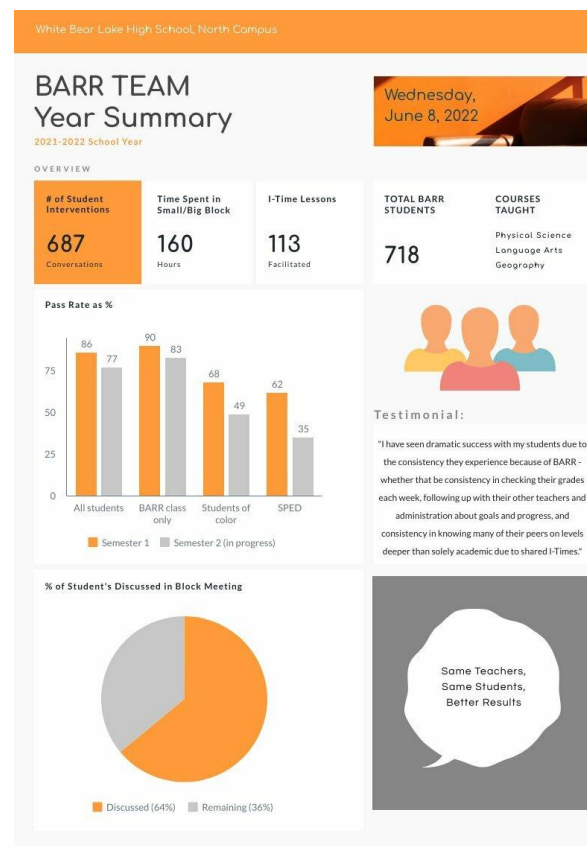 White Bear Lake High School, North Campus
BARR TEAM
Year Summary
2021-2022 School Year
Wednesday,
June 8, 2022
OVERVIEW
# of Student
Interventions
687
Conversations
Time Spent in
Small/Big Block
160
Hours
I-Time Lessons
113
Facilitated
TOTAL BARR
STUDENTS
718
COURSES
TAUGHT
Physical Science
Language Arts
Geography
Pass Rate as %
75
50
25
0
86
77
90
83
68
49
62
35
All students
BARR class
only
Students of
color
SPED
Semester 1
Semester 2 (in progress)
Testimonial:
"I have seen dramatic success with my students due to
the consistency they experience because of BARR -
whether that be consistency in checking their grades
each week, following up with their other teachers and
administration about goals and progress, and
consistency in knowing many of their peers on levels
deeper than solely academic due to shared I-Times."
% of Student's Discussed in Block Meeting
Discussed (64%)
Remaining (36%)
Same Teachers,
Same Students,
Better Results